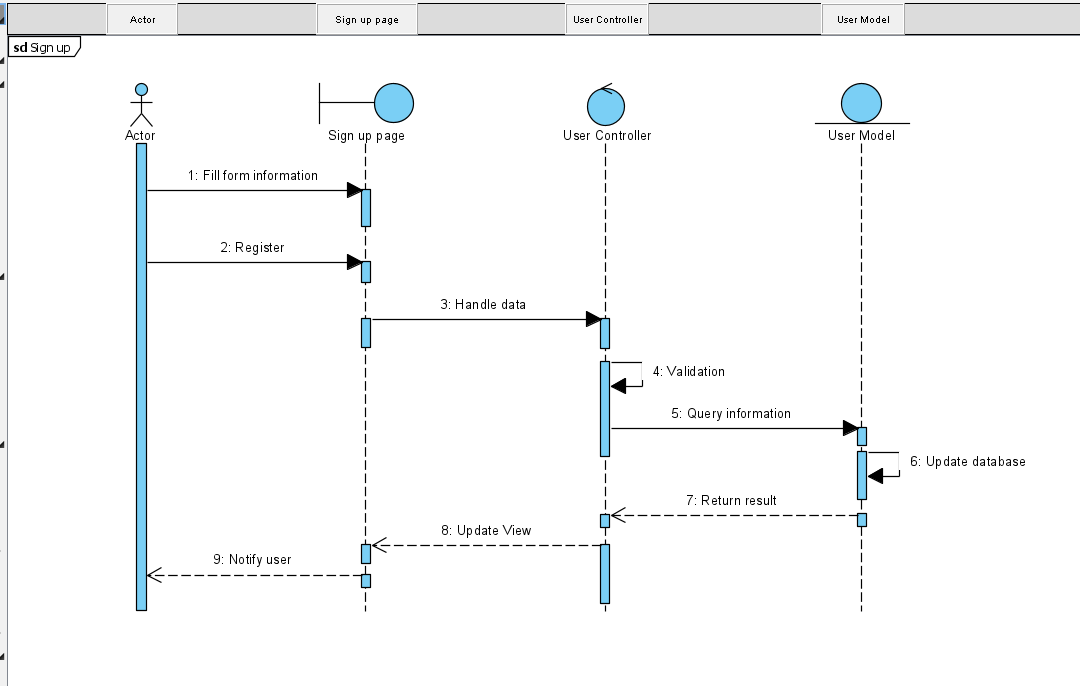 Actor
Sign up page
User Controller
User Model
sd Sign up
Actor
Sign up page
User Controller
User Model
1: Fill form information
2: Register
3: Handle data
4: Validation
5: Query information
6: Update database
7: Return result
8: Update View
9: Notify user